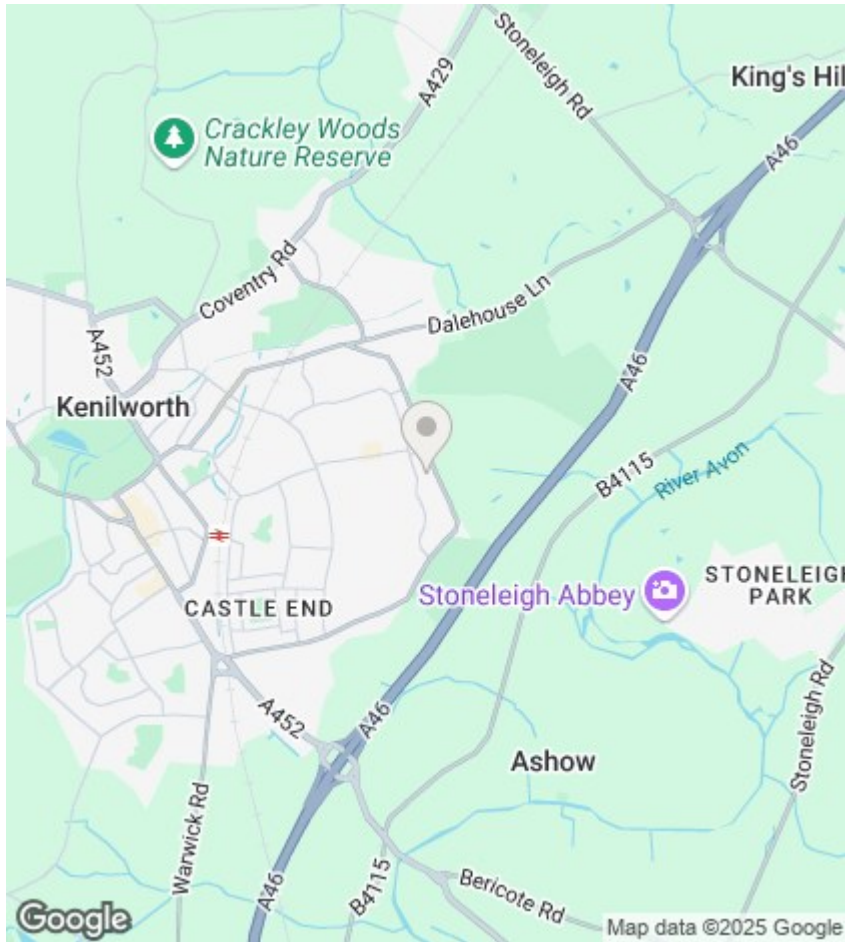 Stoneleigh Rd
King's Hil
A429
A46
Crackley Woods
Nature Reserve
Coventry Rd
Dalehouse Ln
A452
A46
Kenilworth
B4115
River Avon
STONELEIGH
PARK
Stoneleigh Abbey
CASTLE END
A452
A46
Ashow
Stoneleigh Rd
Warwick Rd
B4115
Bericote Rd
A46
Google
Map data ©2025 Google